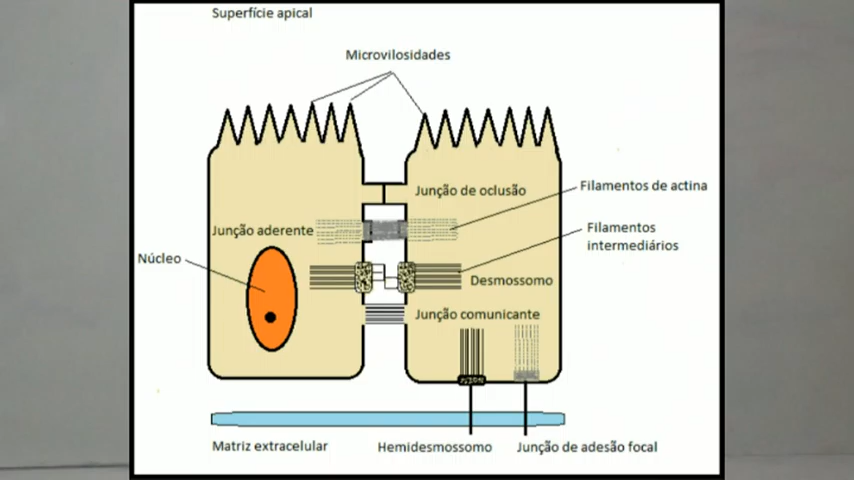 Superfície apical
Microvilosidades
Junção de oclusão
Filamentos de actina
Junção aderente
Filamentos
intermediários
Núcleo
Desmossomo
Junção comunicante
Matriz extracelular
Hemidesmossomo
Junção de adesão focal